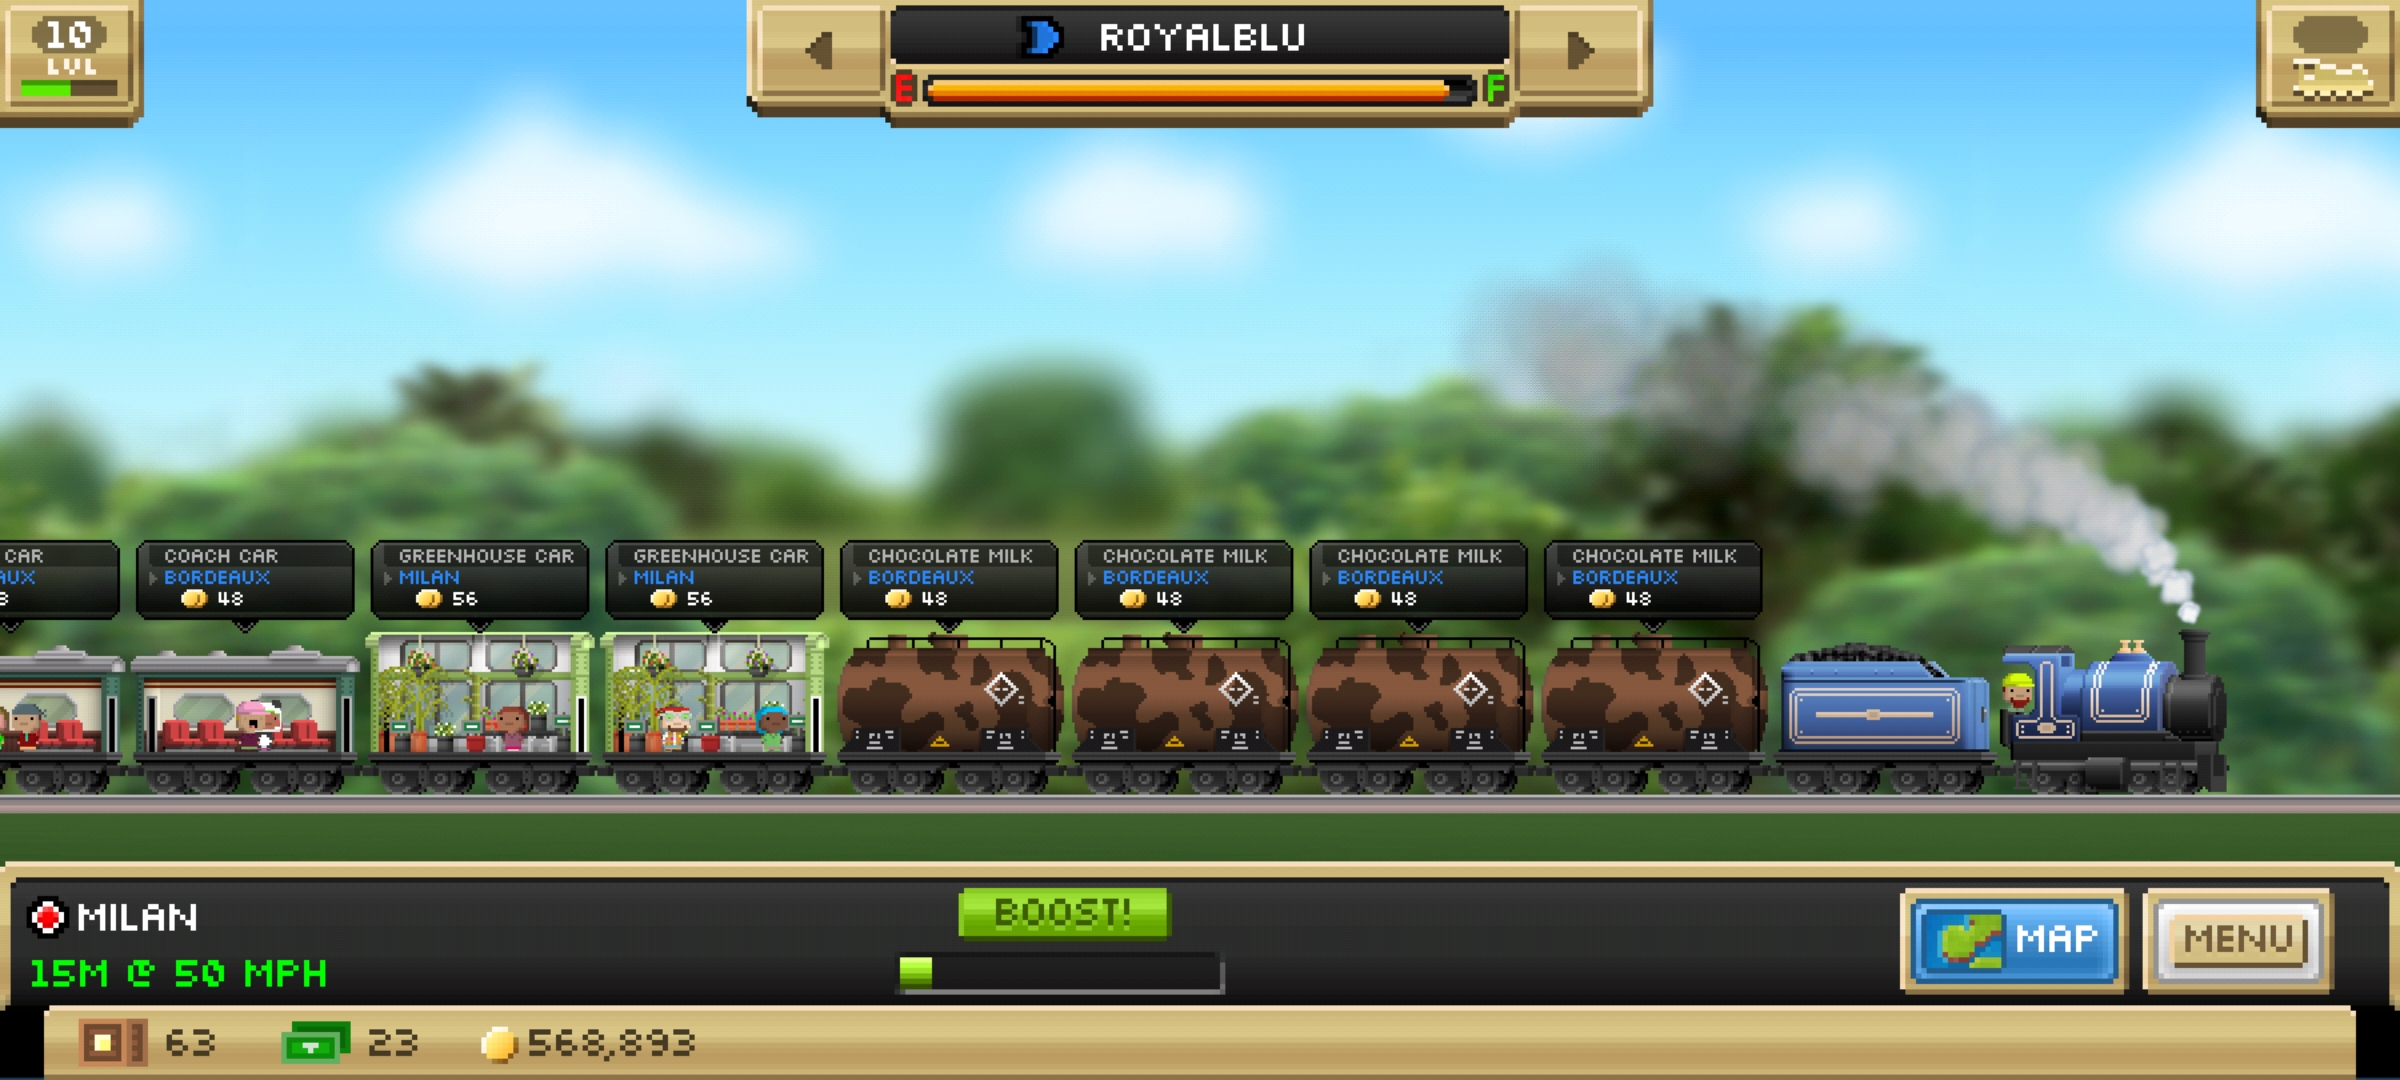 10
LVL
ROYALBLU
E
F
CAR
COACH CAR
BORDEAUX
48
GREENHOUSE CAR
MILAN
56
GREENHOUSE CAR
MILAN
56
CHOCOLATE MILK
BORDEAUX
48
CHOCOLATE MILK
BORDEAUX
48
CHOCOLATE MILK
BORDEAUX
48
CHOCOLATE MILK
BORDEAUX
48
MILAN
15M @ 50 MPH
BOOST!
MAP
MENU
63
23
568,893